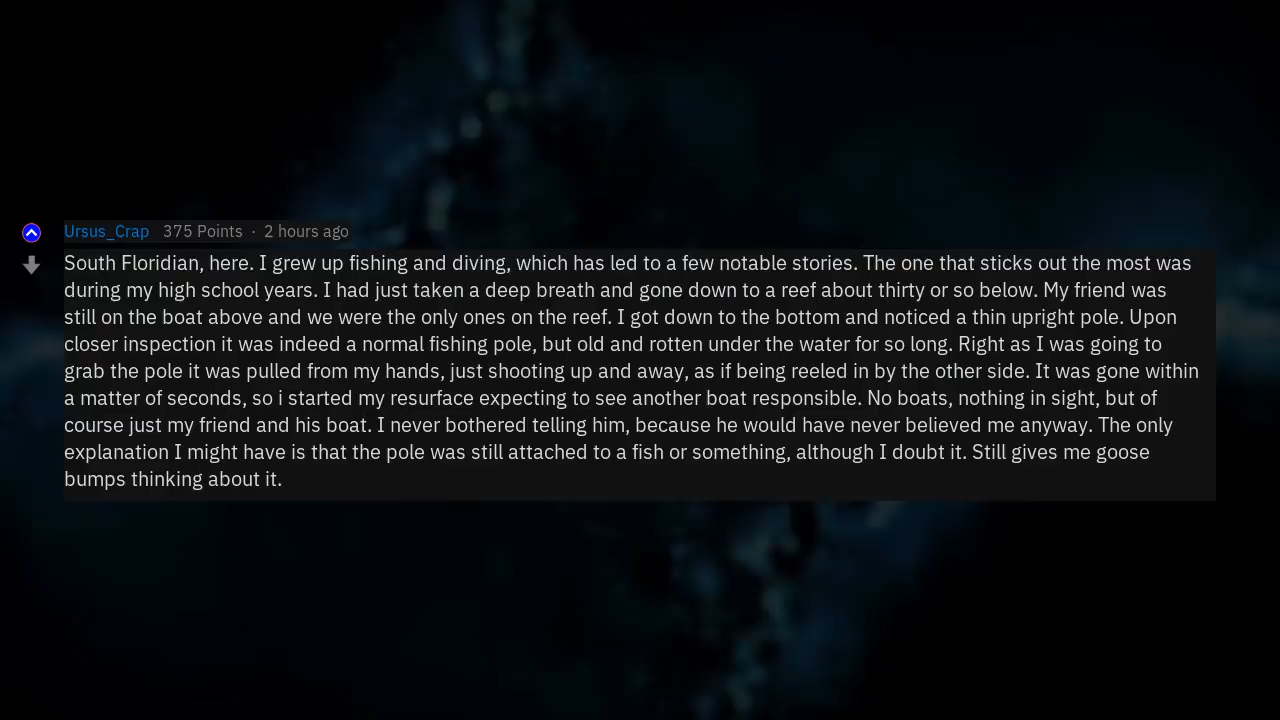 Ursus_Crap 375 Points · 2 hours ago
South Floridian, here. I grew up fishing and diving, which has led to a few notable stories. The one that sticks out the most was
during my high school years. I had just taken a deep breath and gone down to a reef about thirty or so below. My friend was
still on the boat above and we were the only ones on the reef. I got down to the bottom and noticed a thin upright pole. Upon
closer inspection it was indeed a normal fishing pole, but old and rotten under the water for so long. Right as I was going to
grab the pole it was pulled from my hands, just shooting up and away, as if being reeled in by the other side. It was gone within
a matter of seconds, so i started my resurface expecting to see another boat responsible. No boats, nothing in sight, but of
course just my friend and his boat. I never bothered telling him, because he would have never believed me anyway. The only
explanation I might have is that the pole was still attached to a fish or something, although I doubt it. Still gives me goose
bumps thinking about it.